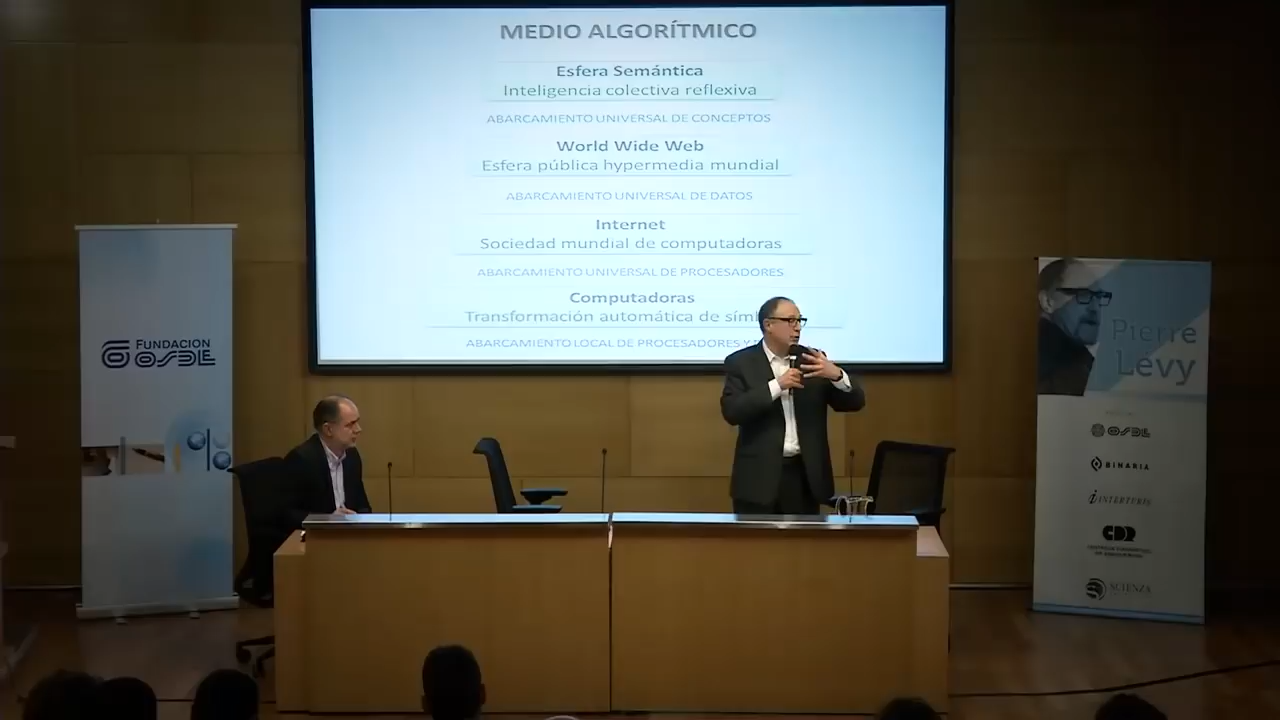 MEDIO ALGORÍTMICO
Esfera Semántica
Inteligencia colectiva reflexiva
ABARCAMIENTO UNIVERSAL DE CONCEPTOS
World Wide Web
Esfera pública hypermedia mundial
ABARCAMIENTO UNIVERSAL DE DATOS
Internet
Sociedad mundial de computadoras
ABARCAMIENTO UNIVERSAL DE PROCESADORES
Computadoras
Transformación automática de
ABARCAMIENTO LOCAL DE PROCESADORES Y
FUNDACION
OSDE
Pierre
Lévy
OSDE
BINARIA
INTERTURIS
SCIENZA